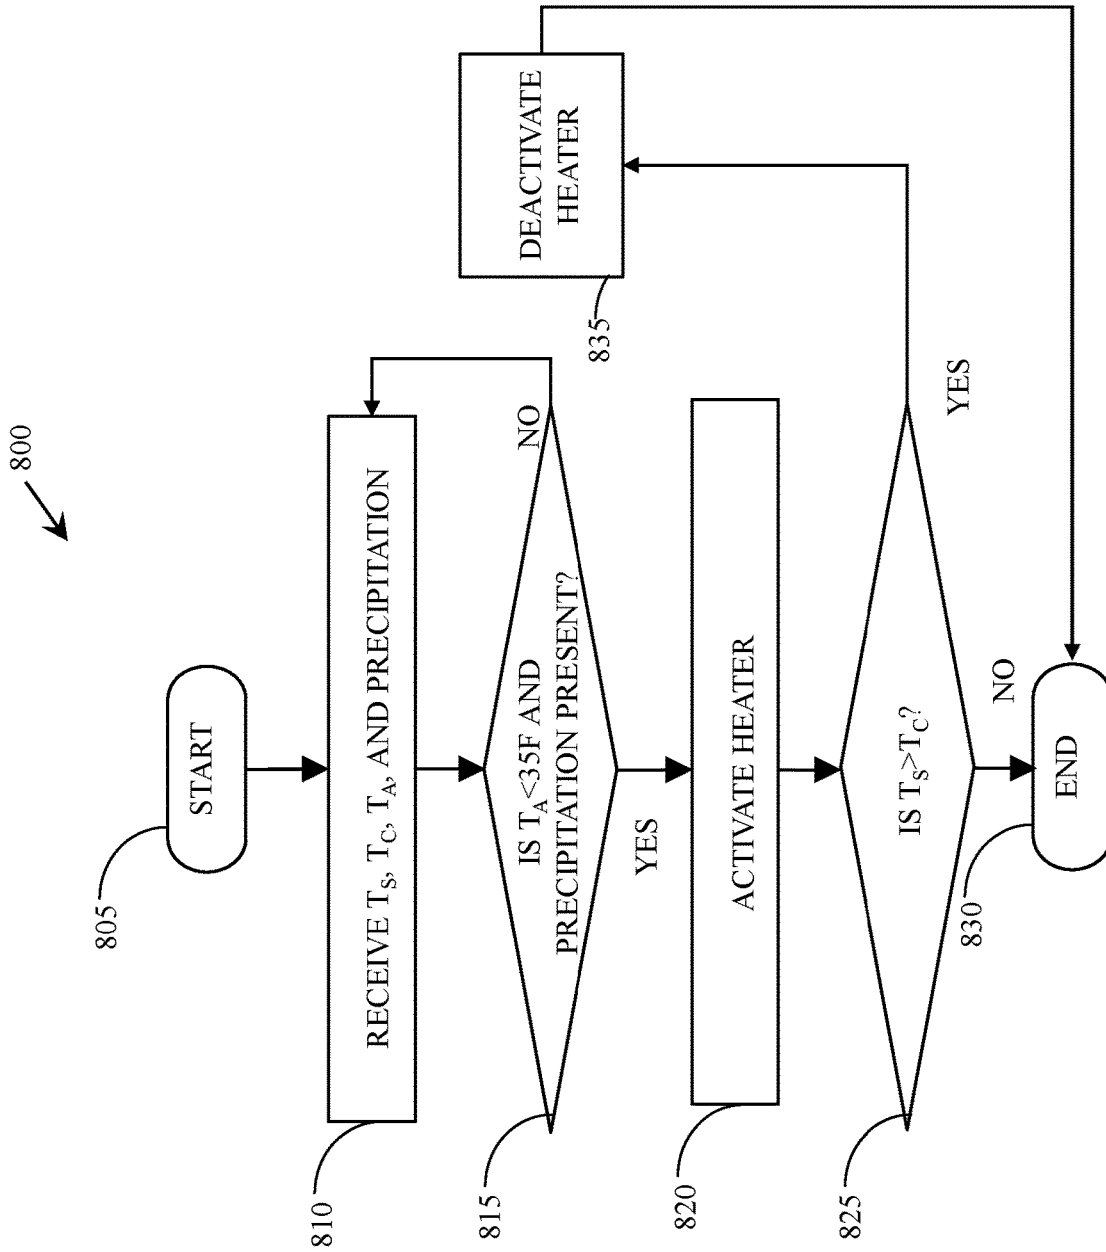 800
805
START
810
RECEIVE T_S, T_C, T_A, AND PRECIPITATION
815
IS T_A<35F AND
PRECIPITATION PRESENT?
NO
YES
820
ACTIVATE HEATER
825
IS T_S>T_C?
YES
NO
835
DEACTIVATE
HEATER
830
END